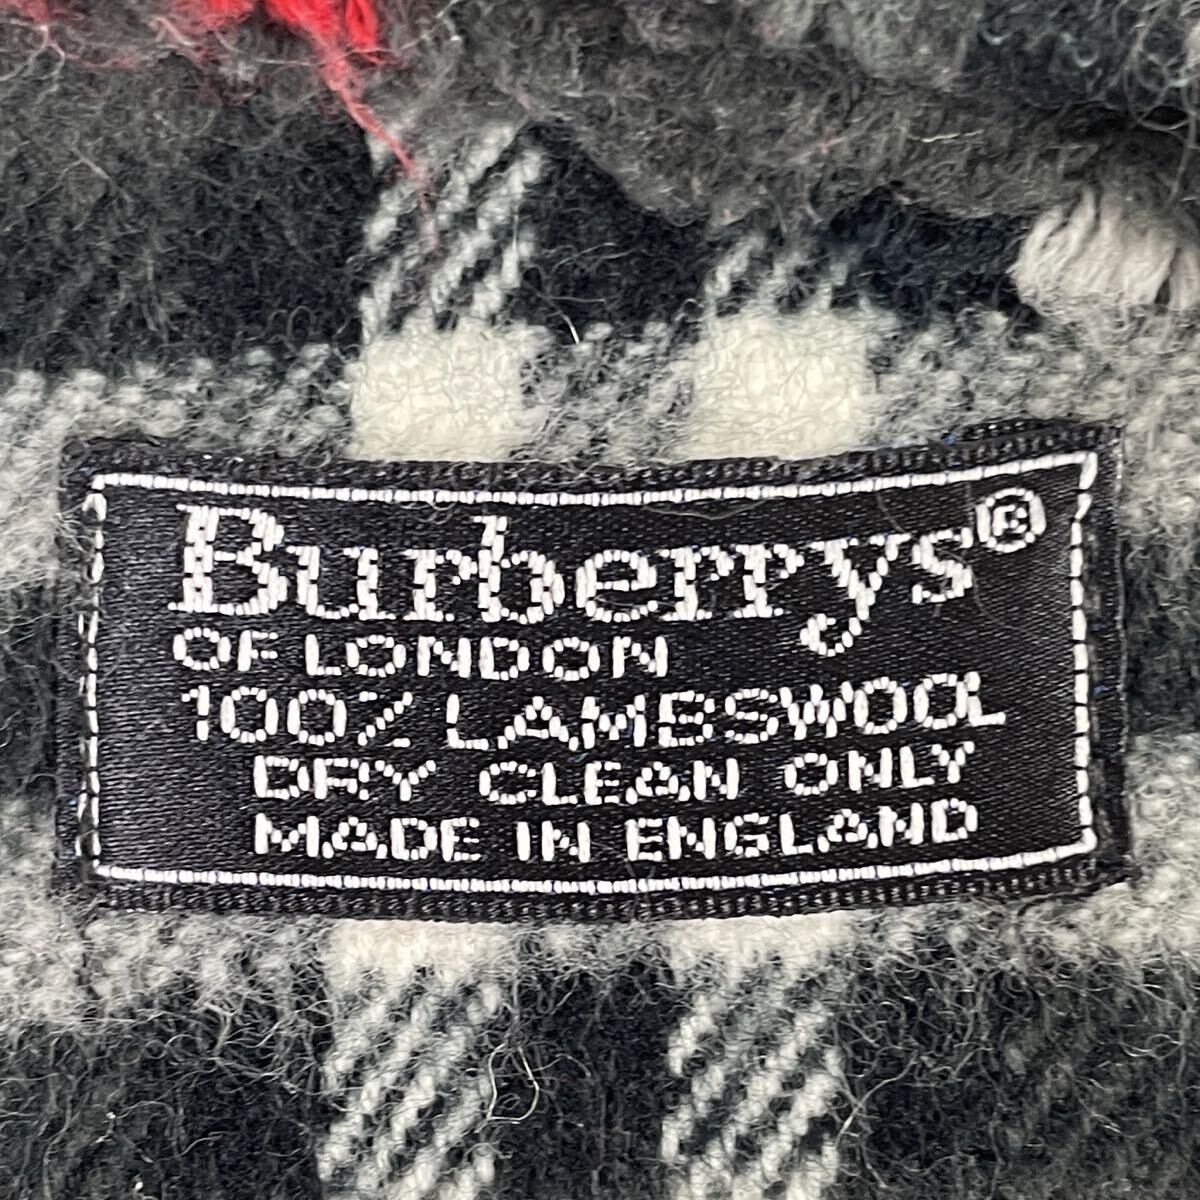 Burberrys®
OF LONDON
100% LAMBSWOOL
DRY CLEAN ONLY
MADE IN ENGLAND